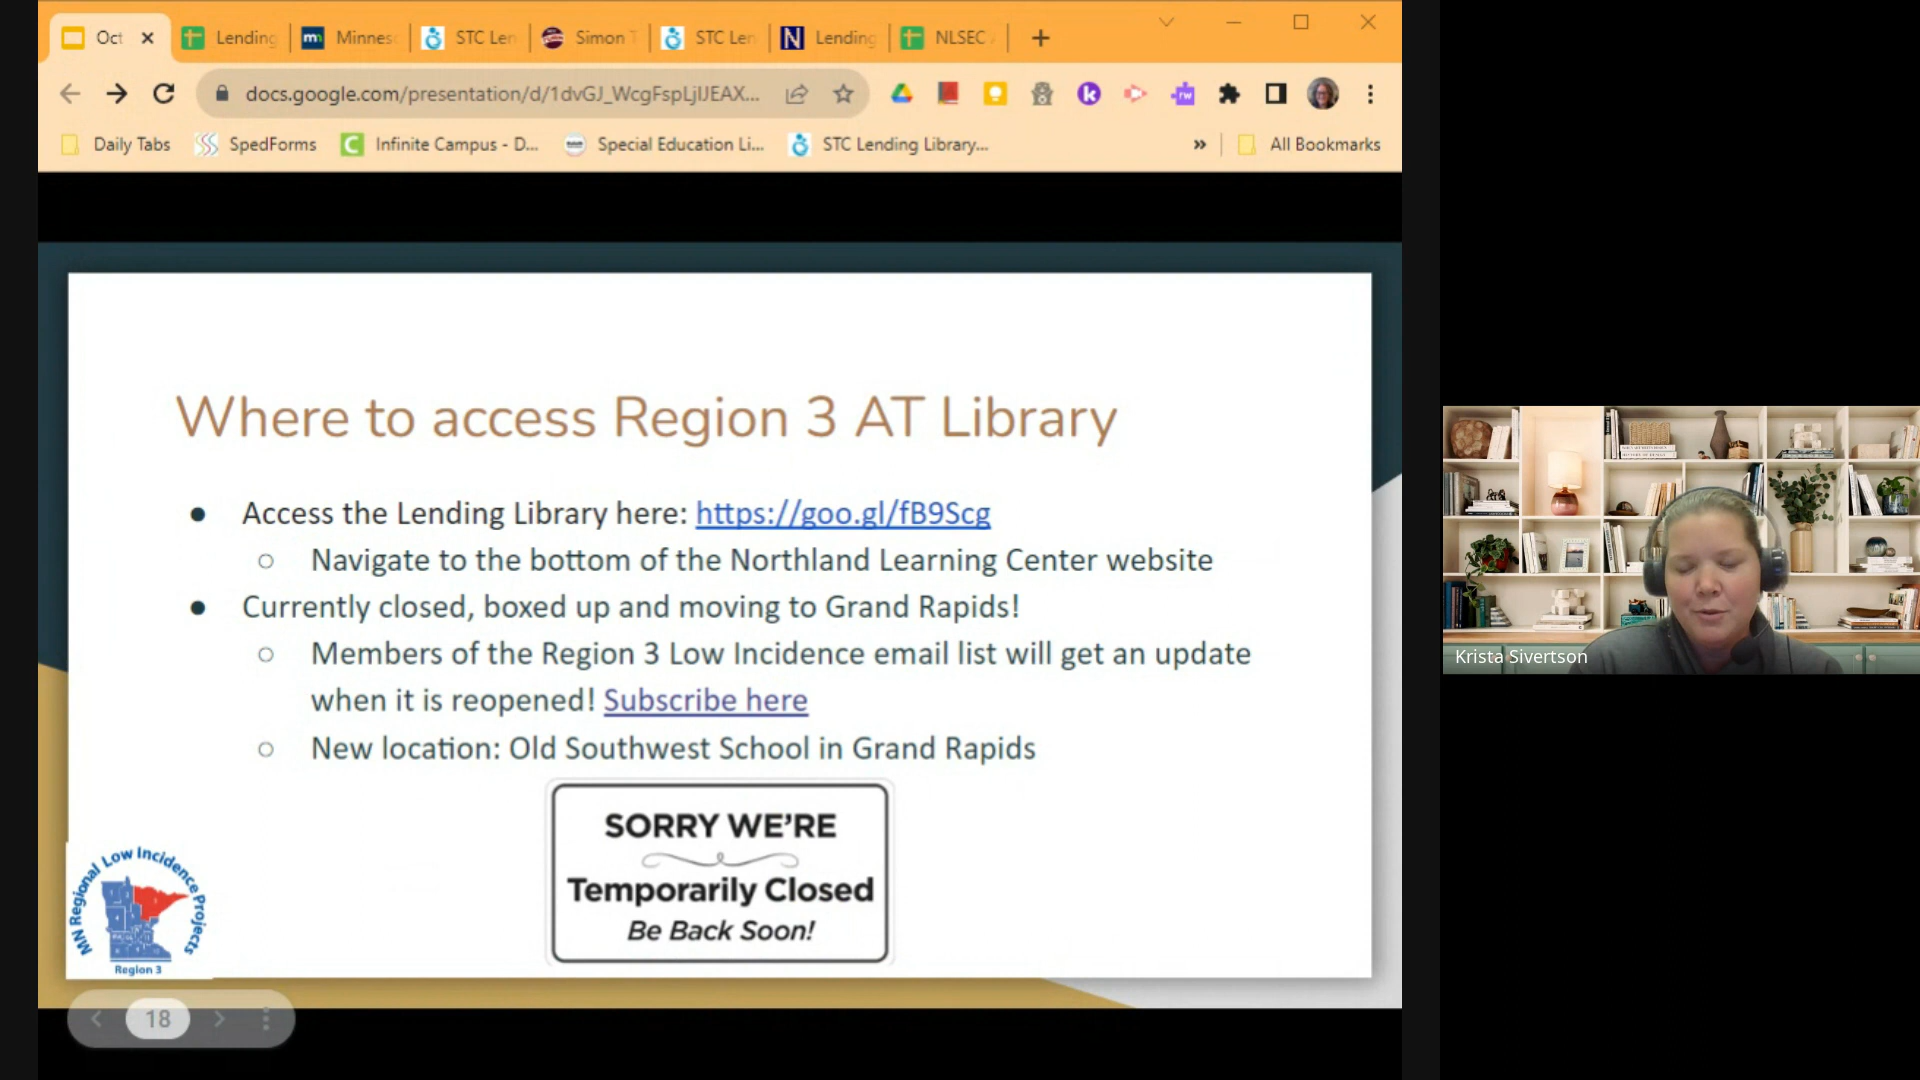 Oct
Lending
Minnes
STC Len
Simon T
STC Len
Lending
NLSEC
docs.google.com/presentation/d/1dvGJ_WcgFspLjlJEAX...
Daily Tabs
SpedForms
Infinite Campus - D...
Special Education Li...
STC Lending Library...
»
All Bookmarks
Where to access Region 3 AT Library
● Access the Lending Library here: https://goo.gl/fB9Scg
○ Navigate to the bottom of the Northland Learning Center website
● Currently closed, boxed up and moving to Grand Rapids!
○ Members of the Region 3 Low Incidence email list will get an update
when it is reopened! Subscribe here
○ New location: Old Southwest School in Grand Rapids
SORRY WE'RE
Temporarily Closed
Be Back Soon!
MN Regional Low Incidence Projects
Region 3
18
Krista Sivertson